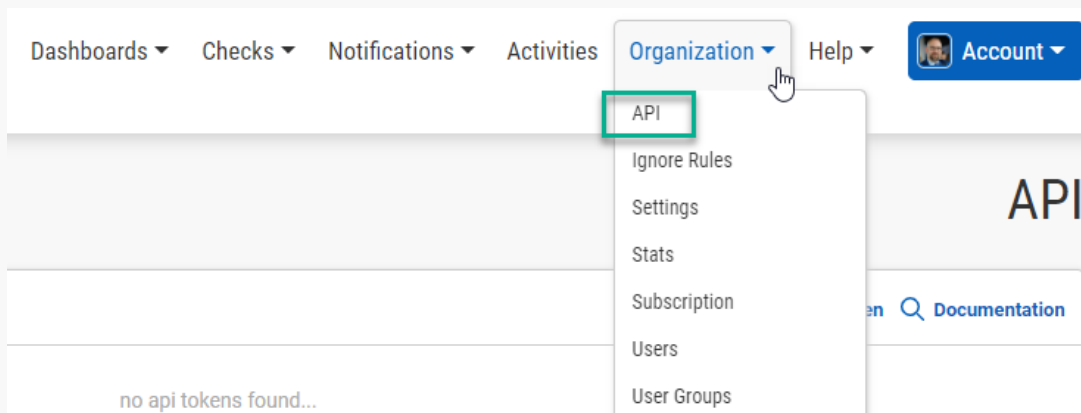 Dashboards Checks Notifications Activities Organization Help Account
API
Ignore Rules
Settings
API
Stats
Subscription
en Documentation
Users
no api tokens found...
User Groups